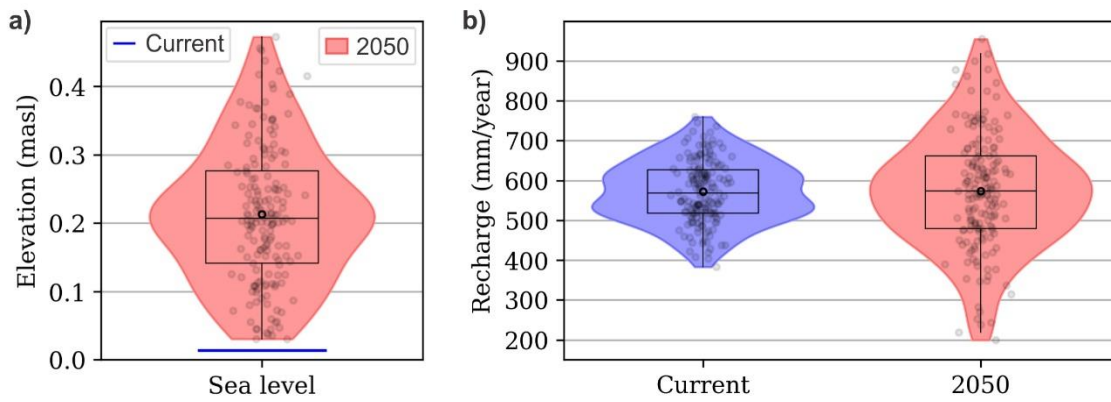 a)
Current
2050
Elevation (masl)
0.4
0.3
0.2
0.1
0.0
Sea level
b)
Recharge (mm/year)
900
800
700
600
500
400
300
200
Current
2050